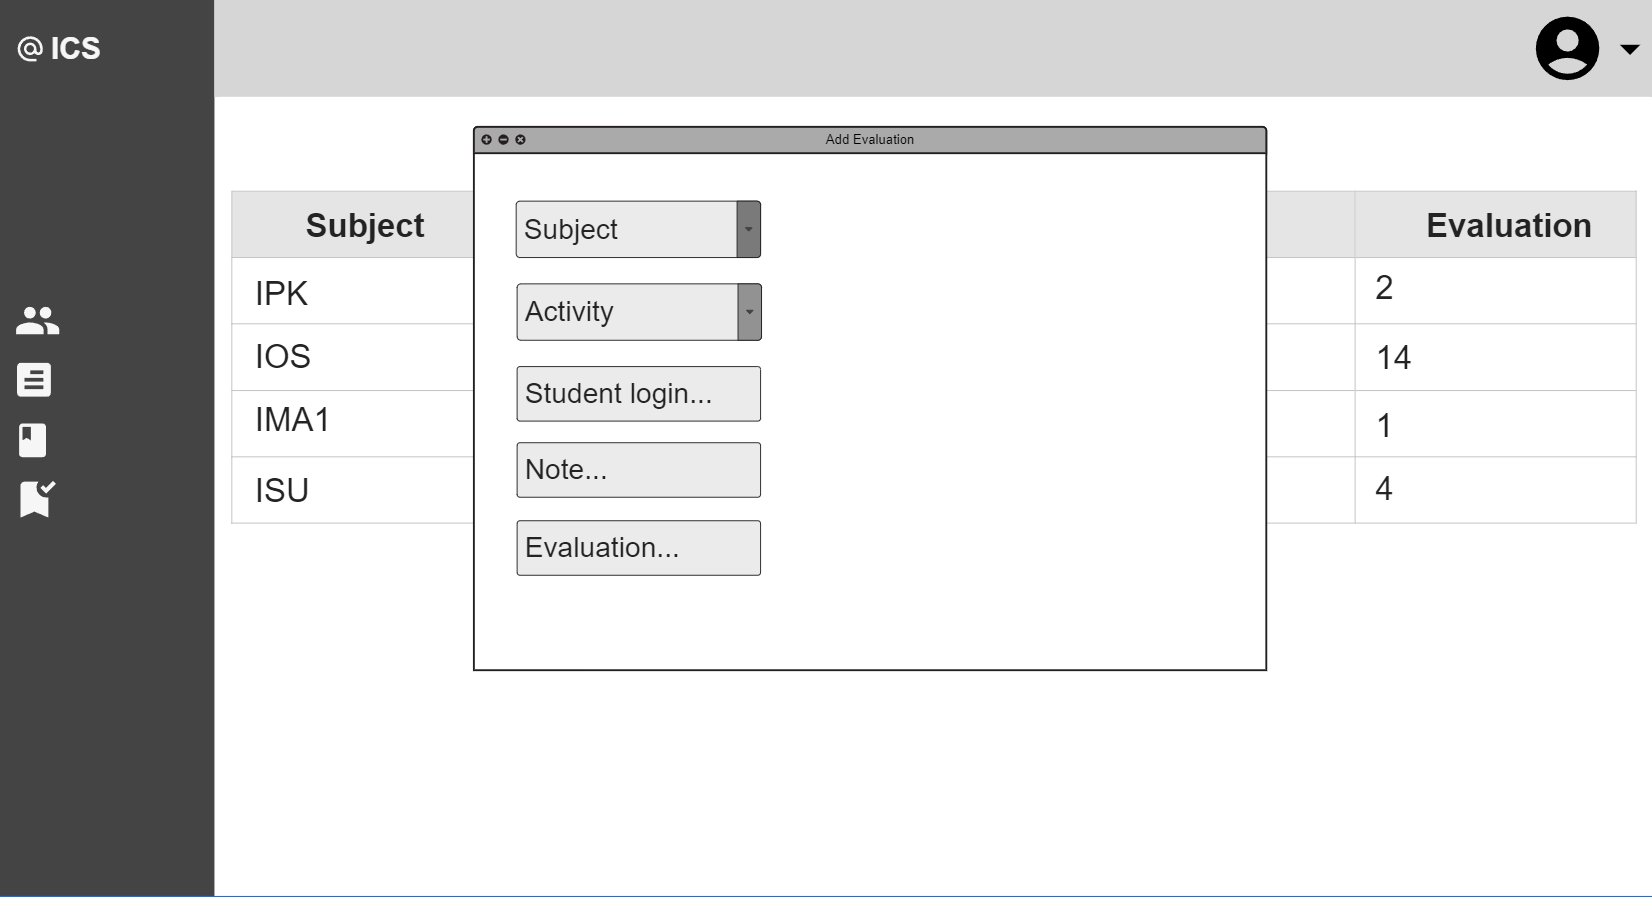 @ ICS
Add Evaluation
Subject
Evaluation
Subject
Activity
Student login...
Note...
Evaluation...
IPK
2
IOS
14
IMA1
1
ISU
4